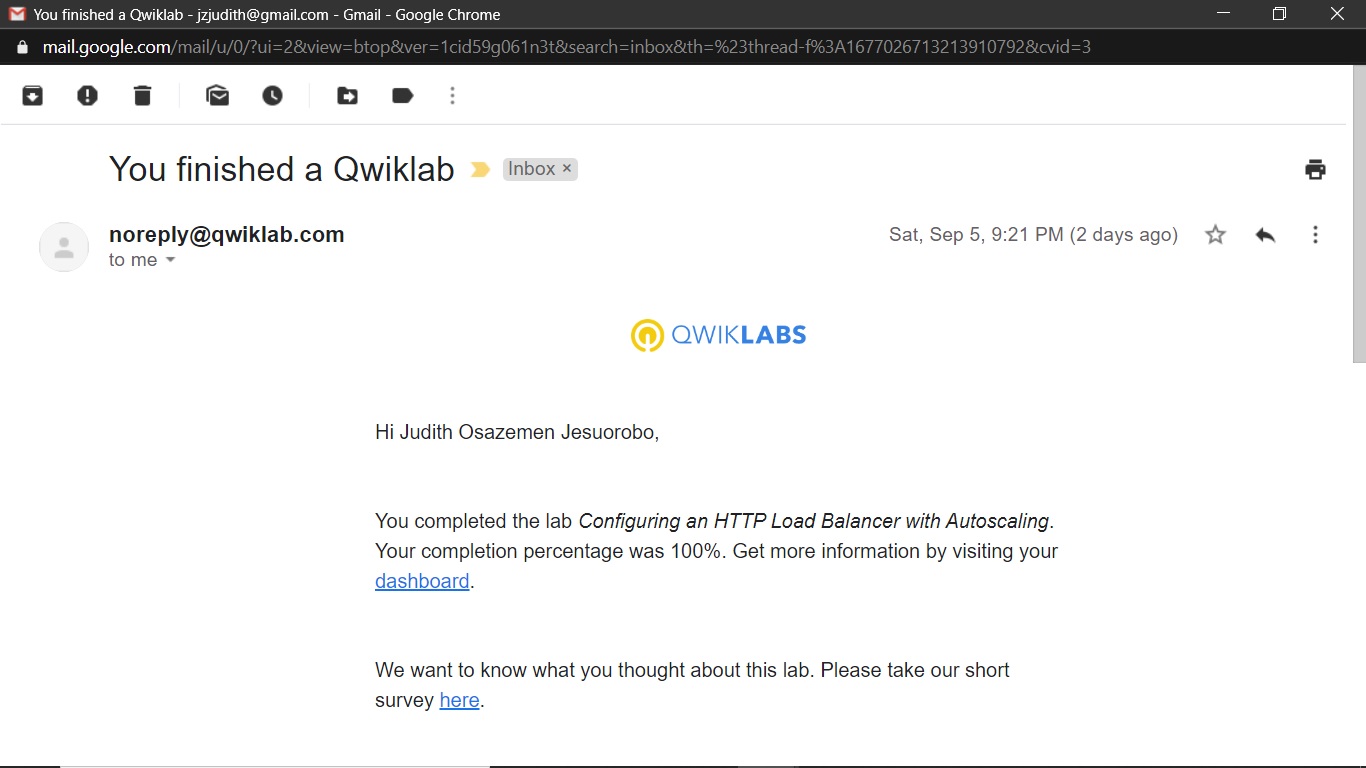 You finished a Qwiklab - jzjudith@gmail.com - Gmail - Google Chrome
mail.google.com/mail/u/0/?ui=2&view=btop&ver=1cid59g061n3t&search=inbox&th=%23thread-f%3A1677026713213910792&cvid=3
You finished a Qwiklab Inbox ×
noreply@qwiklab.com Sat, Sep 5, 9:21 PM (2 days ago)
to me
QWIKLABS
Hi Judith Osazemen Jesuorobo,
You completed the lab Configuring an HTTP Load Balancer with Autoscaling.
Your completion percentage was 100%. Get more information by visiting your
dashboard.
We want to know what you thought about this lab. Please take our short
survey here.